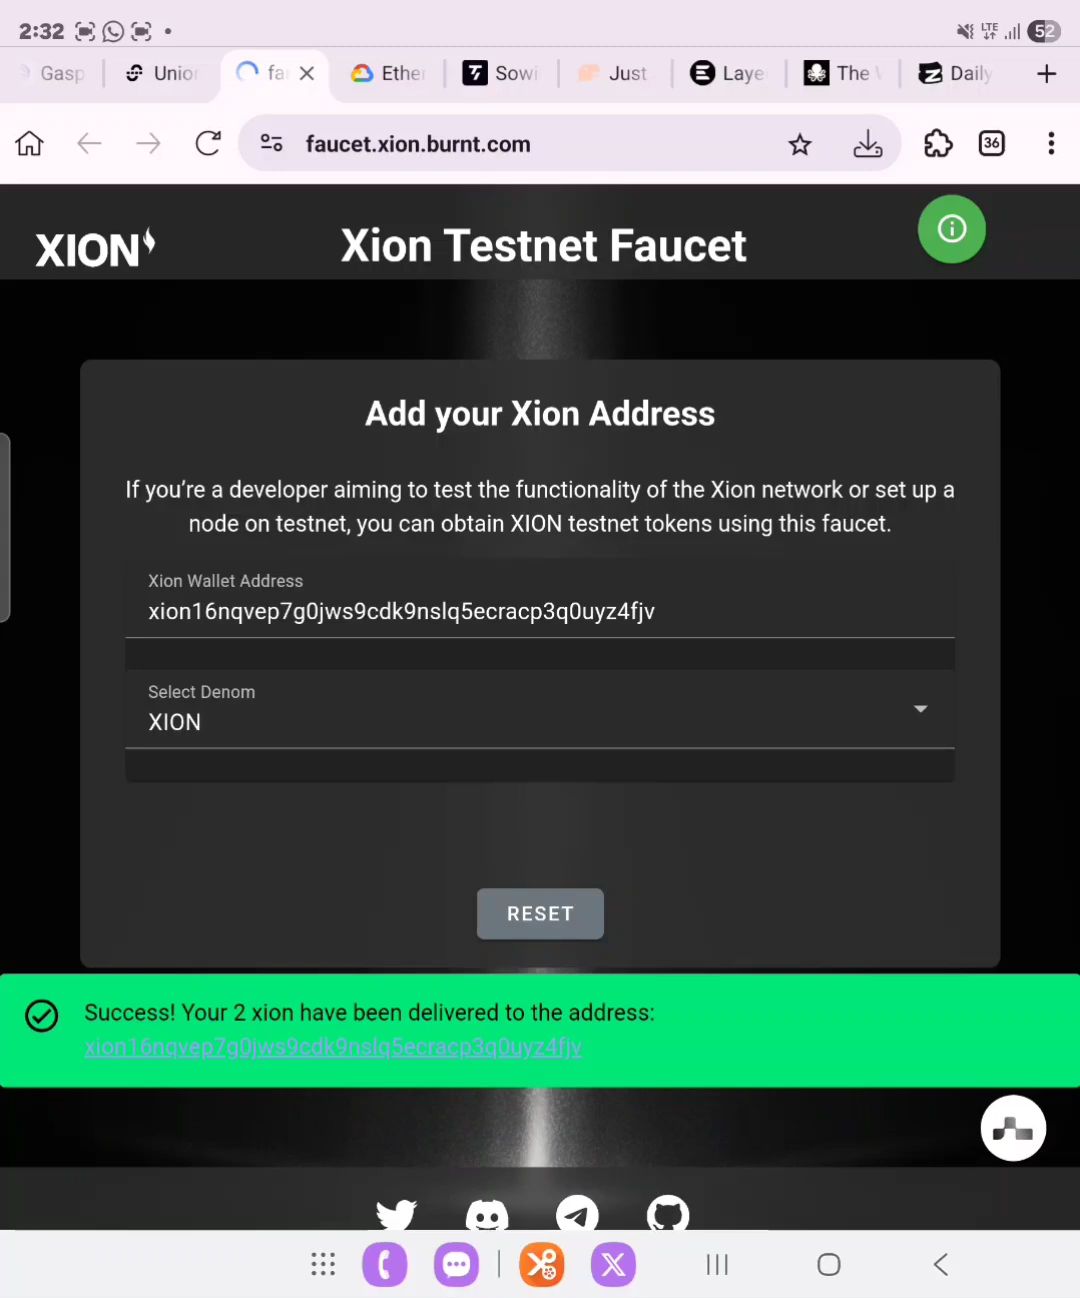 2:32 LTE 52
Gasp Union fa Ether Sowi Just Laye The Daily
faucet.xion.burnt.com 36
XION Xion Testnet Faucet
Add your Xion Address
If you’re a developer aiming to test the functionality of the Xion network or set up a
node on testnet, you can obtain XION testnet tokens using this faucet.
Xion Wallet Address
xion16nqvep7g0jws9cdk9nslq5ecracp3q0uyz4fjv
Select Denom
XION
RESET
Success! Your 2 xion have been delivered to the address:
xion16nqvep7g0jws9cdk9nslq5ecracp3q0uyz4fjv